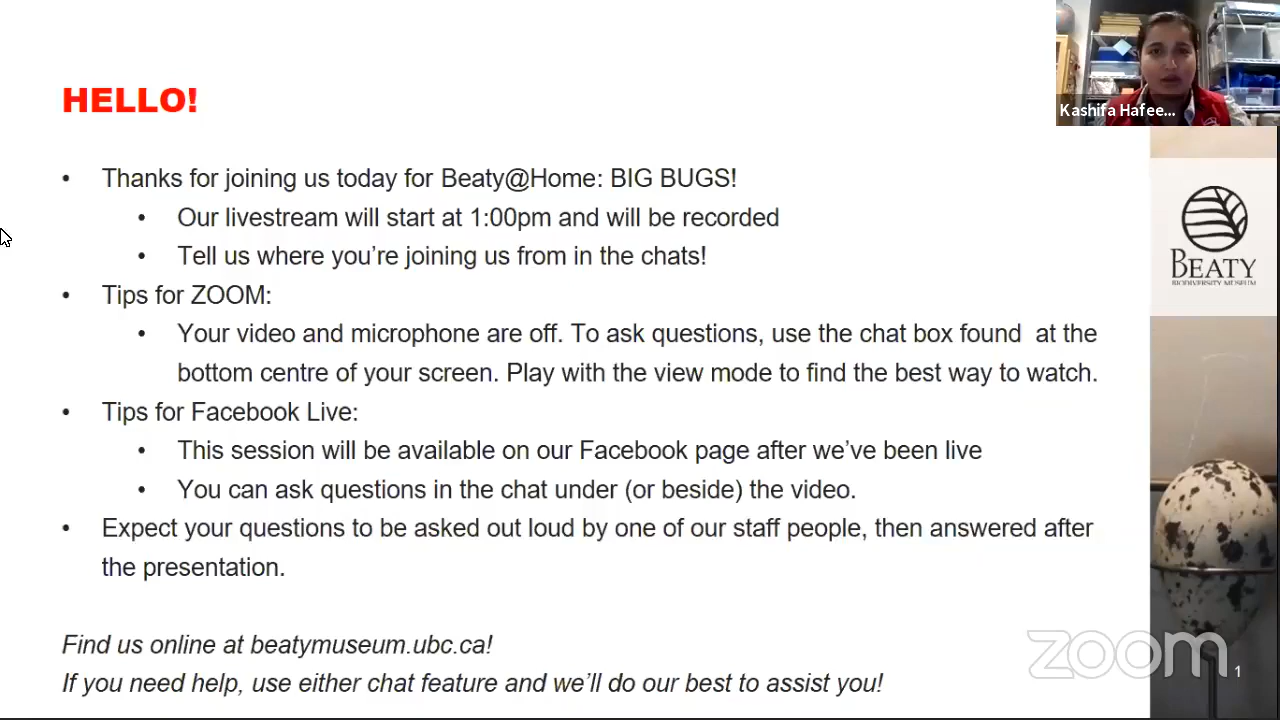 HELLO!
Kashifa Hafee...
• Thanks for joining us today for Beaty@Home: BIG BUGS!
• Our livestream will start at 1:00pm and will be recorded
• Tell us where you're joining us from in the chats!
• Tips for ZOOM:
• Your video and microphone are off. To ask questions, use the chat box found at the
bottom centre of your screen. Play with the view mode to find the best way to watch.
• Tips for Facebook Live:
• This session will be available on our Facebook page after we've been live
• You can ask questions in the chat under (or beside) the video.
• Expect your questions to be asked out loud by one of our staff people, then answered after
the presentation.
Find us online at beatymuseum.ubc.ca!
If you need help, use either chat feature and we'll do our best to assist you!
BEATY
BIODIVERSITY MUSEUM
zoom
1